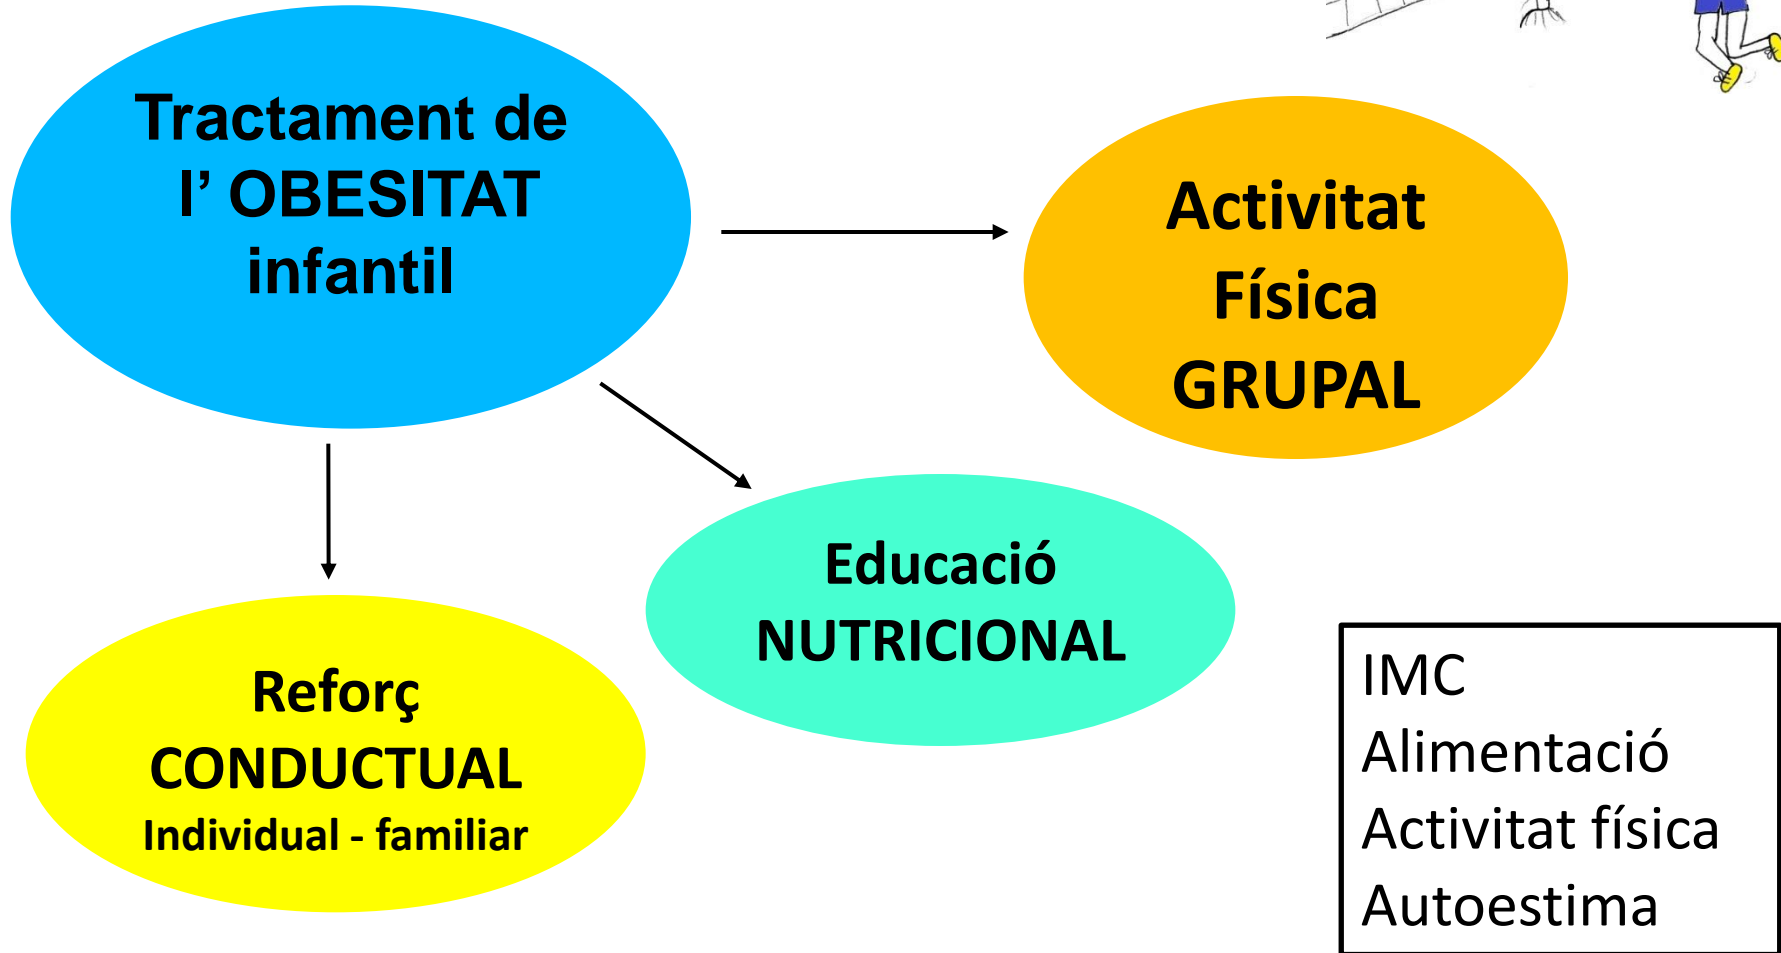 Tractament de
l’ OBESITAT
infantil
Activitat
Física
GRUPAL
Educació
NUTRICIONAL
Reforç
CONDUCTUAL
Individual - familiar
IMC
Alimentació
Activitat física
Autoestima